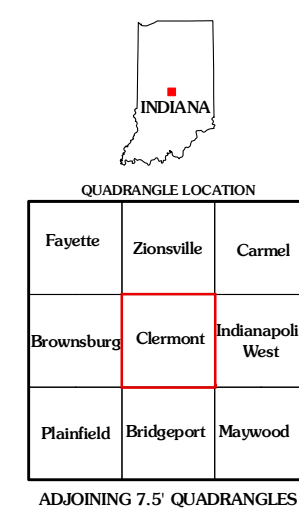 INDIANA
QUADRANGLE LOCATION
Fayette
Zionsville
Carmel
Brownsburg
Clermont
Indianapoli
West
Plainfield
Bridgeport
Maywood
ADJOINING 7.5' QUADRANGLES